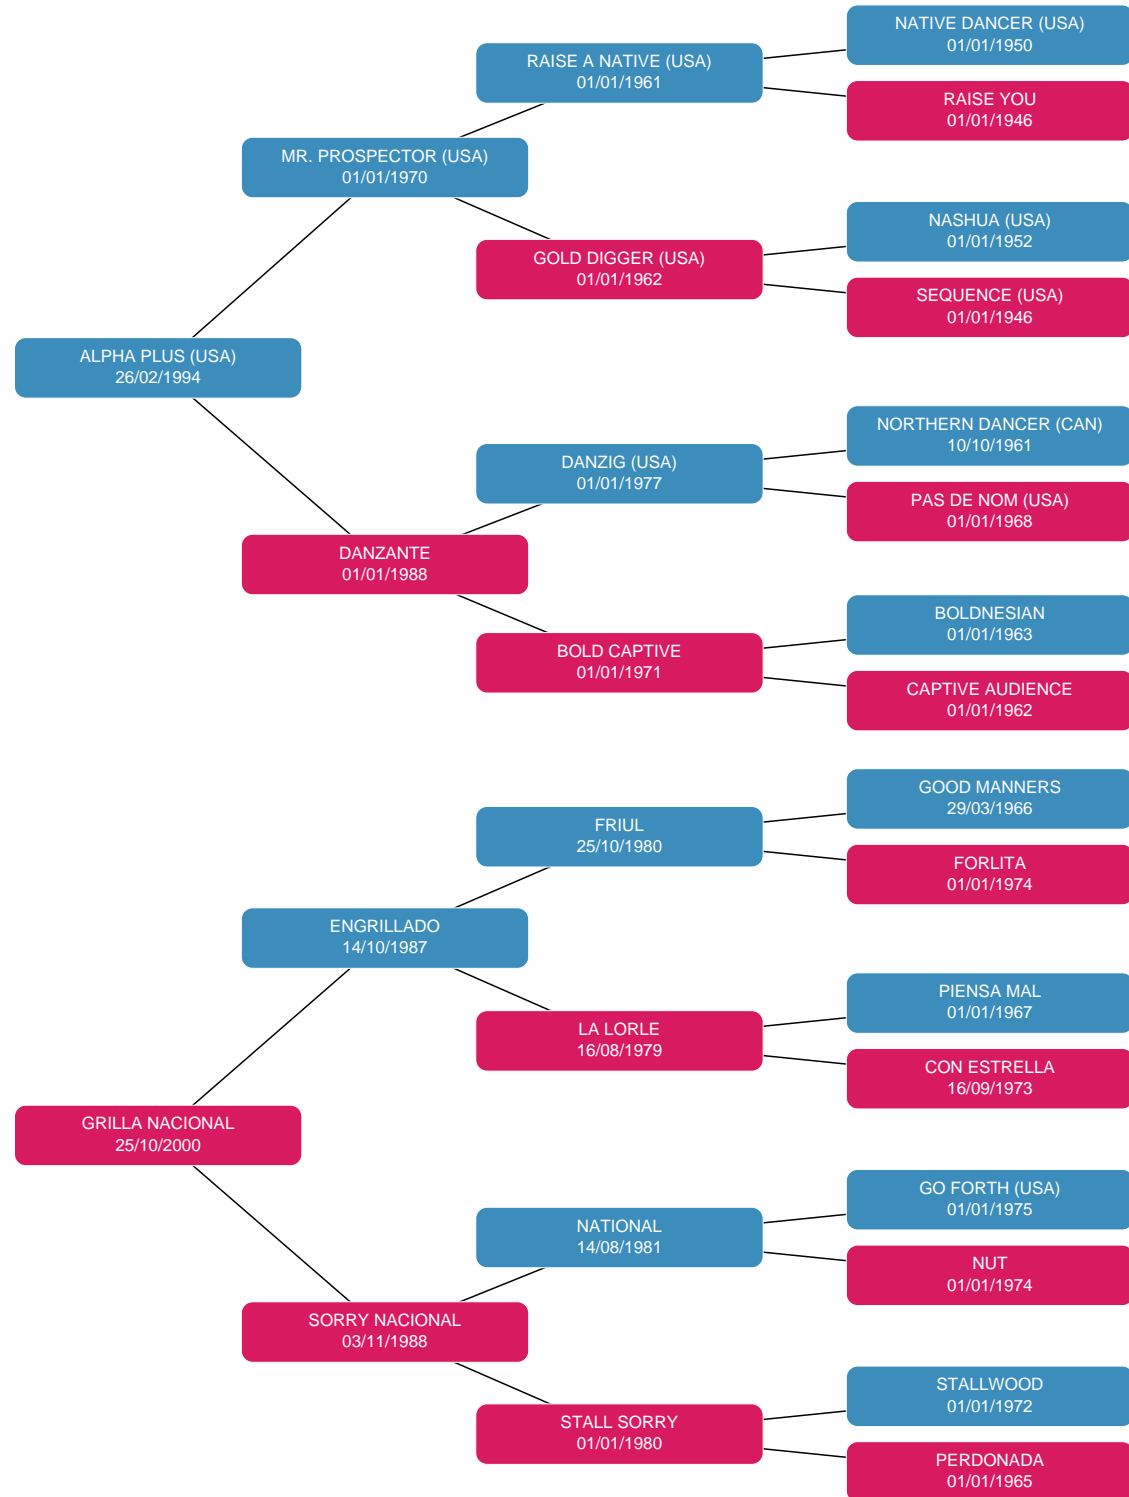 NATIVE DANCER (USA)
01/01/1950
RAISE A NATIVE (USA)
01/01/1961
RAISE YOU
01/01/1946
MR. PROSPECTOR (USA)
01/01/1970
NASHUA (USA)
01/01/1952
GOLD DIGGER (USA)
01/01/1962
SEQUENCE (USA)
01/01/1946
ALPHA PLUS (USA)
26/02/1994
NORTHERN DANCER (CAN)
10/10/1961
DANZIG (USA)
01/01/1977
PAS DE NOM (USA)
01/01/1968
DANZANTE
01/01/1988
BOLDNESIAN
01/01/1963
BOLD CAPTIVE
01/01/1971
CAPTIVE AUDIENCE
01/01/1962
GOOD MANNERS
29/03/1966
FRIUL
25/10/1980
FORLITA
01/01/1974
ENGRILLADO
14/10/1987
PIENSA MAL
01/01/1967
LA LORLE
16/08/1979
CON ESTRELLA
16/09/1973
GRILLA NACIONAL
25/10/2000
GO FORTH (USA)
01/01/1975
NATIONAL
14/08/1981
NUT
01/01/1974
SORRY NACIONAL
03/11/1988
STALLWOOD
01/01/1972
STALL SORRY
01/01/1980
PERDONADA
01/01/1965